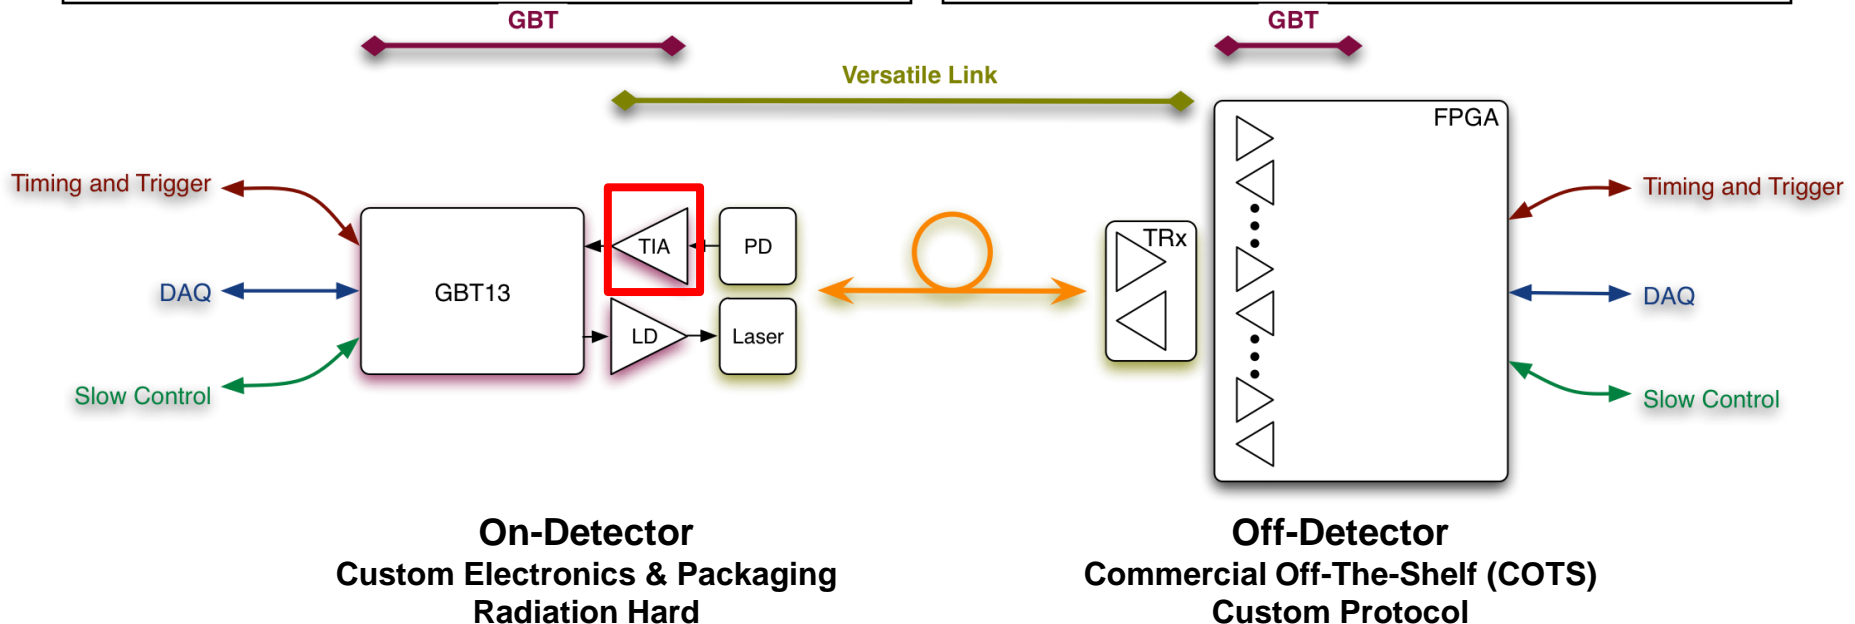 GBT
GBT
Versatile Link
FPGA
Timing and Trigger
Timing and Trigger
TIA
PD
TRx
DAQ
GBT13
DAQ
LD
Laser
Slow Control
Slow Control
On-Detector
Custom Electronics & Packaging
Radiation Hard
Off-Detector
Commercial Off-The-Shelf (COTS)
Custom Protocol